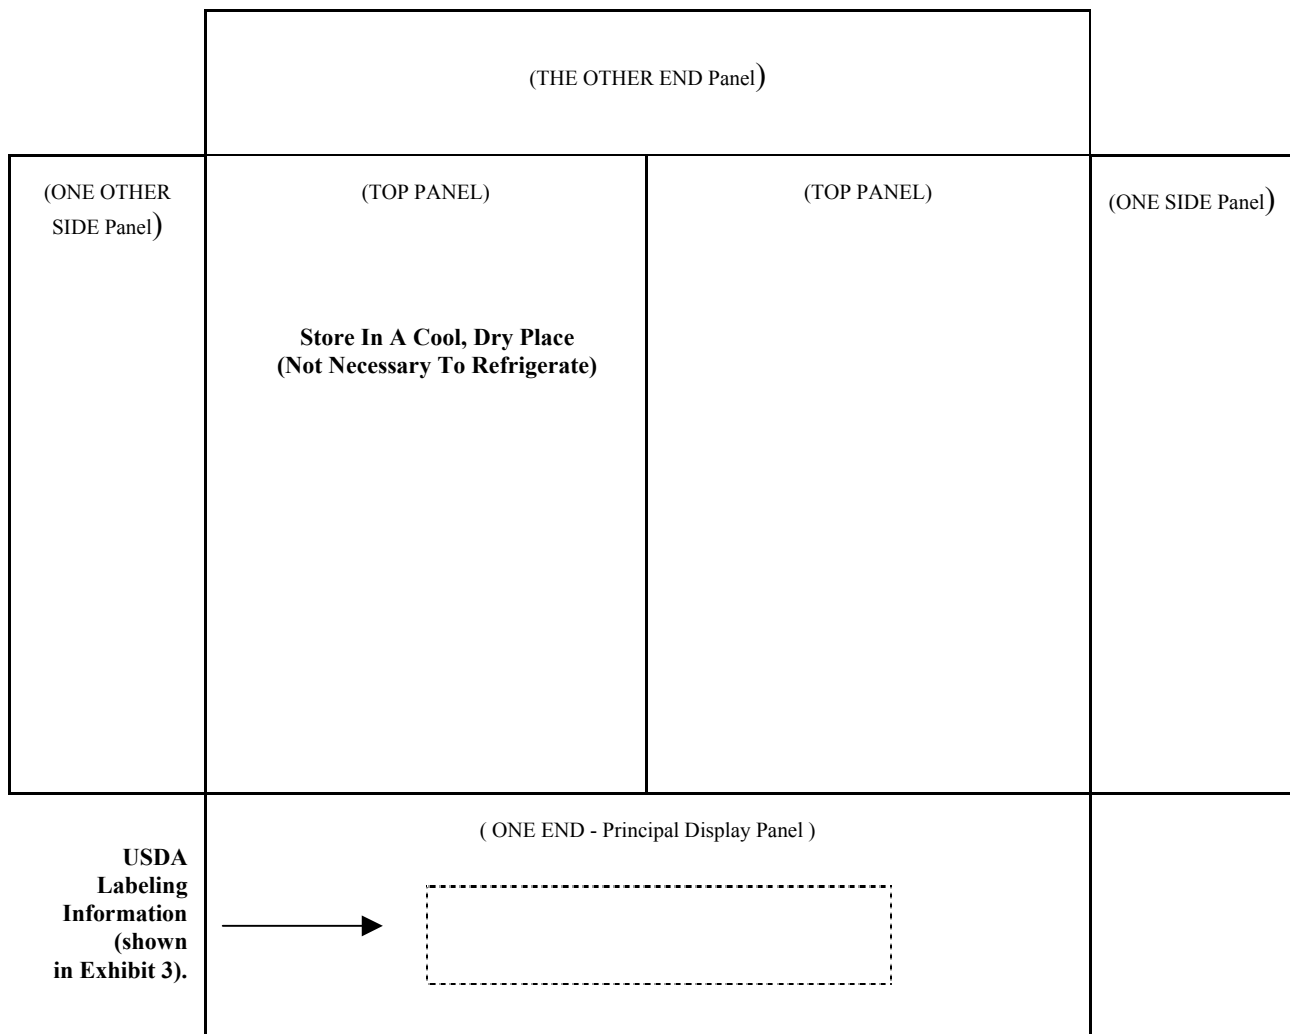 (THE OTHER END Panel)
(ONE OTHER
SIDE Panel)
(TOP PANEL)
(TOP PANEL)
(ONE SIDE Panel)
Store In A Cool, Dry Place
(Not Necessary To Refrigerate)
( ONE END - Principal Display Panel )
USDA
Labeling
Information
(shown
in Exhibit 3).